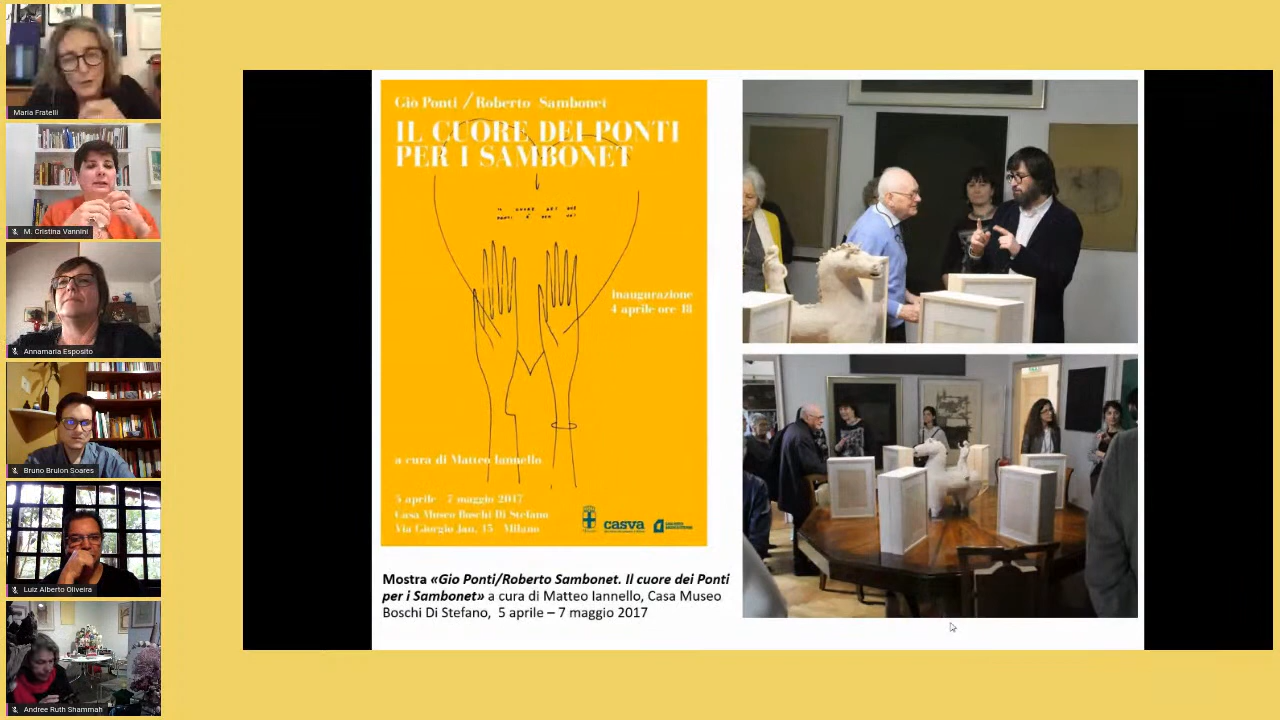 Maria Fratelli
M. Cristina Vannini
Annamaria Esposito
Bruno Brulon Soares
Luiz Alberto Oliveira
Andree Ruth Shammah
Giò Ponti / Roberto Sambonet
IL CUORE DEI PONTI
PER I SAMBONET
inaugurazione
4 aprile ore 18
a cura di Matteo Iannello
5 aprile - 7 maggio 2017
Casa Museo Boschi Di Stefano
Via Giorgio Jan, 15 - Milano
casva
Mostra «Gio Ponti/Roberto Sambonet. Il cuore dei Ponti
per i Sambonet» a cura di Matteo Iannello, Casa Museo
Boschi Di Stefano, 5 aprile – 7 maggio 2017